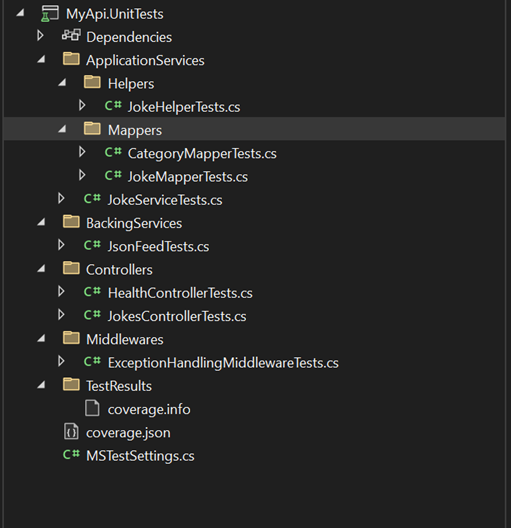 MyApi.UnitTests
Dependencies
ApplicationServices
Helpers
C# JokeHelperTests.cs
Mappers
C# CategoryMapperTests.cs
C# JokeMapperTests.cs
C# JokeServiceTests.cs
BackingServices
C# JsonFeedTests.cs
Controllers
C# HealthControllerTests.cs
C# JokesControllerTests.cs
Middlewares
C# ExceptionHandlingMiddlewareTests.cs
TestResults
coverage.info
coverage.json
C# MSTestSettings.cs